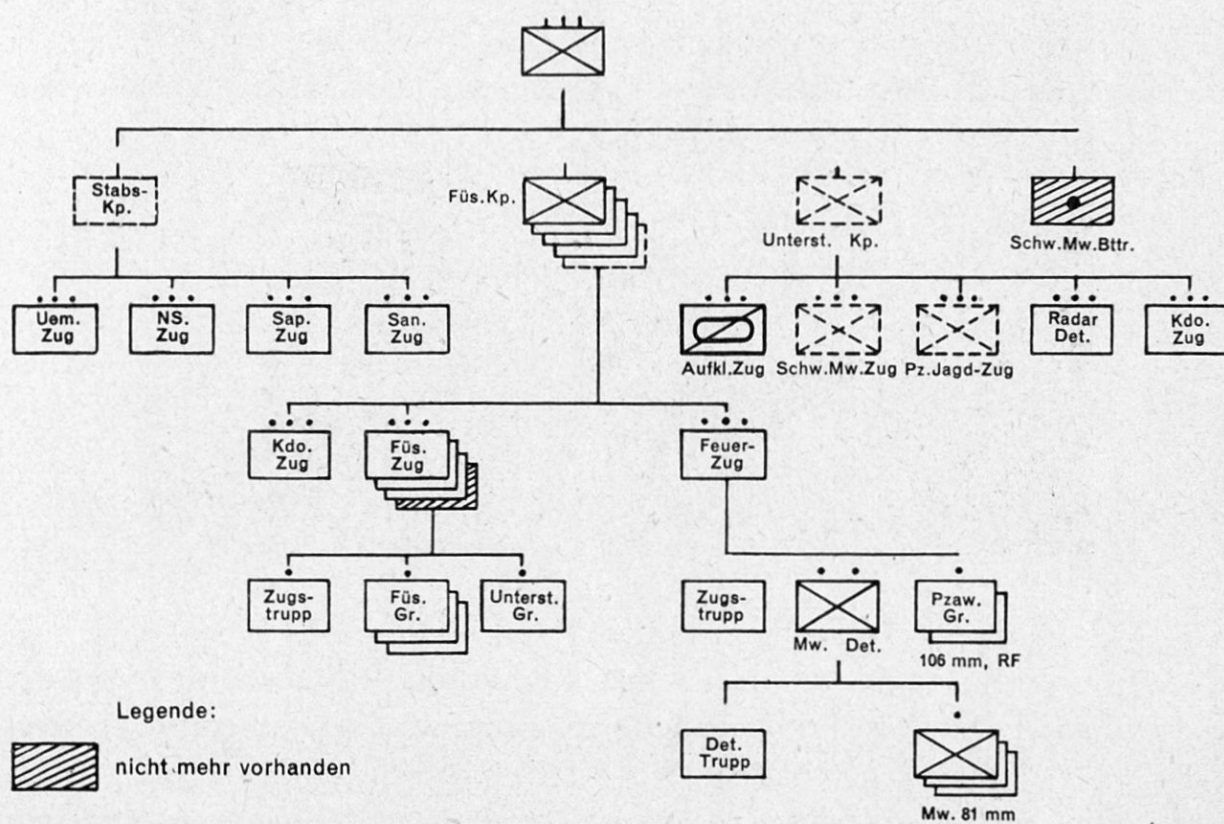 Stabs-
Kp.
Füs.Kp.
Unterst. Kp.
Schw.Mw.Bttr.
Uem.
Zug
NS.
Zug
Sap.
Zug
San.
Zug
Aufkl.Zug
Schw.Mw.Zug
Pz.Jagd-Zug
Radar
Det.
Kdo.
Zug
Kdo.
Zug
Füs.
Zug
Feuer-
Zug
Zugs-
trupp
Füs.
Gr.
Unterst.
Gr.
Zugs-
trupp
Mw. Det.
Pzaw.
Gr.
106 mm, RF
Det.
Trupp
Mw. 81 mm
Legende:
nicht mehr vorhanden